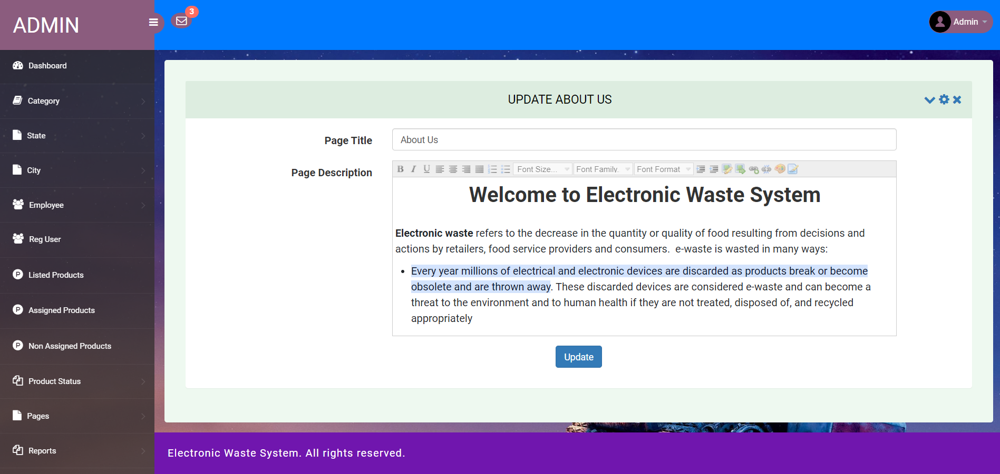 ADMIN
3
Admin
Dashboard
Category
State
City
Employee
Reg User
Listed Products
Assigned Products
Non Assigned Products
Product Status
Pages
Reports
UPDATE ABOUT US
Page Title
About Us
Page Description
B I U Font Size... Font Family. Font Format
Welcome to Electronic Waste System
Electronic waste refers to the decrease in the quantity or quality of food resulting from decisions and
actions by retailers, food service providers and consumers.  e-waste is wasted in many ways:
• Every year millions of electrical and electronic devices are discarded as products break or become
obsolete and are thrown away. These discarded devices are considered e-waste and can become a
threat to the environment and to human health if they are not treated, disposed of, and recycled
appropriately
Update
Electronic Waste System. All rights reserved.